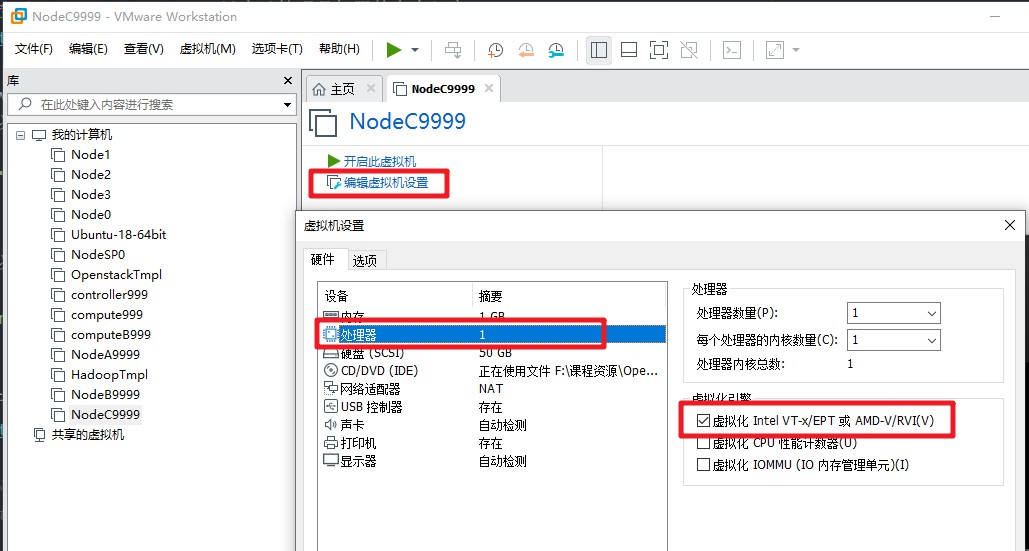 NodeC9999 - VMware Workstation
文件(F) 编辑(E) 查看(V) 虚拟机(M) 选项卡(T) 帮助(H)
库
在此处键入内容进行搜索
我的计算机
Node1
Node2
Node3
Node0
Ubuntu-18-64bit
NodeSP0
OpenstackTmpl
controller999
compute999
computeB999
NodeA9999
HadoopTmpl
NodeB9999
NodeC9999
共享的虚拟机
主页 NodeC9999
NodeC9999
开启此虚拟机
编辑虚拟机设置
虚拟机设置
硬件 选项
设备 摘要
内存 1 GB
处理器 1
硬盘 (SCSI) 50 GB
CD/DVD (IDE) 正在使用文件 F:\课程资源\Ope...
网络适配器 NAT
USB 控制器 存在
声卡 自动检测
打印机 存在
显示器 自动检测
处理器
处理器数量(P): 1
每个处理器的内核数量(C): 1
处理器内核总数: 1
虚拟化引擎
虚拟化 Intel VT-x/EPT 或 AMD-V/RVI(V)
虚拟化 CPU 性能计数器(U)
虚拟化 IOMMU (IO 内存管理单元)(I)